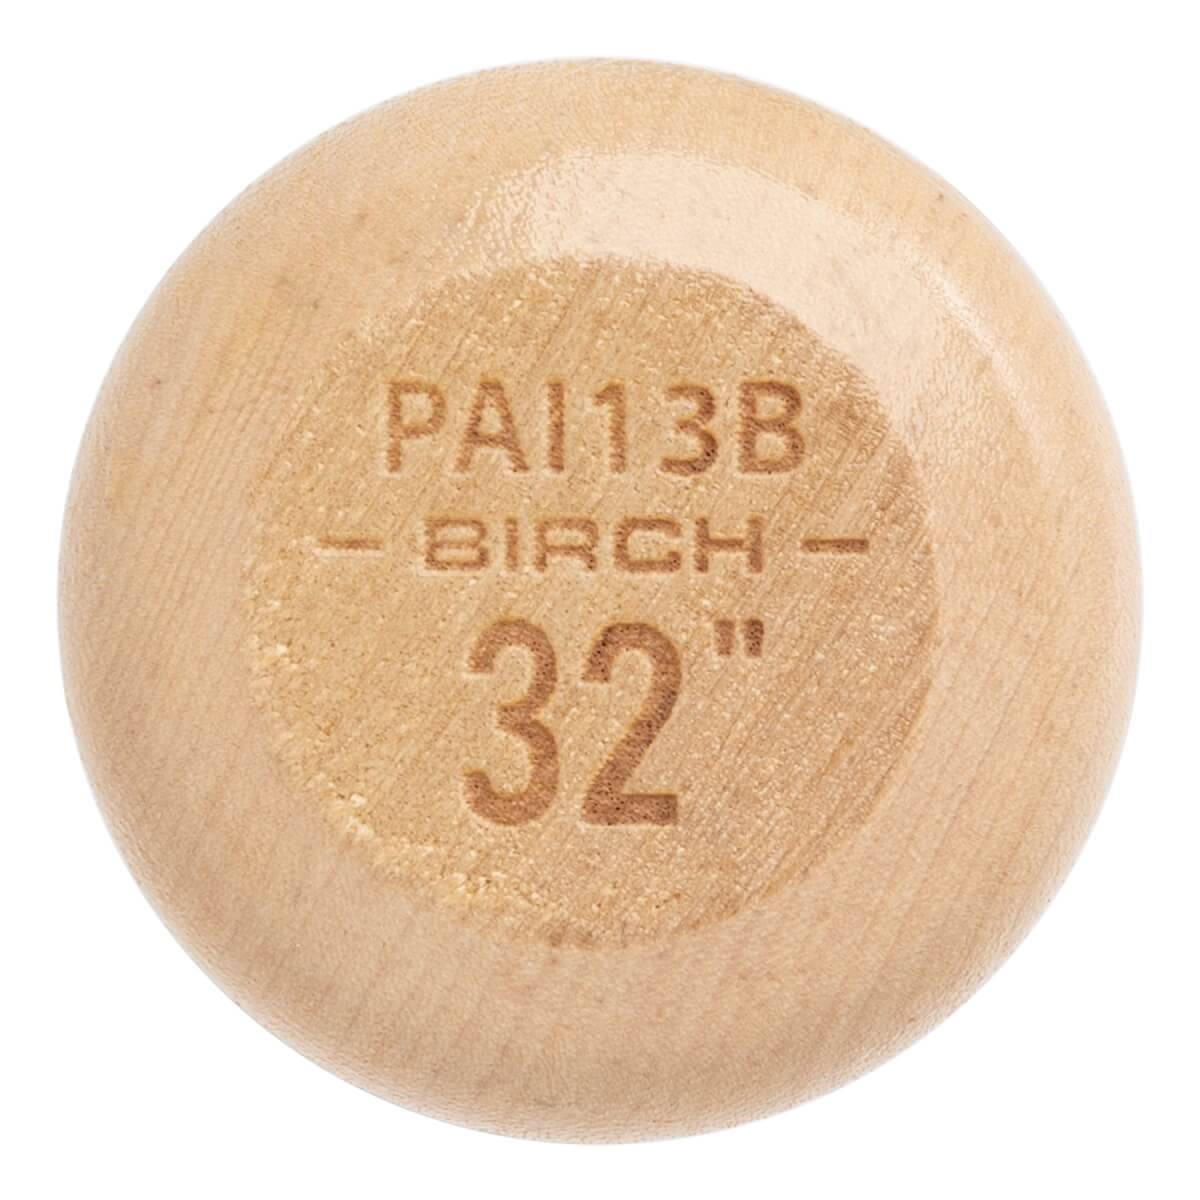 PAI13B
- BIRCH -
32"